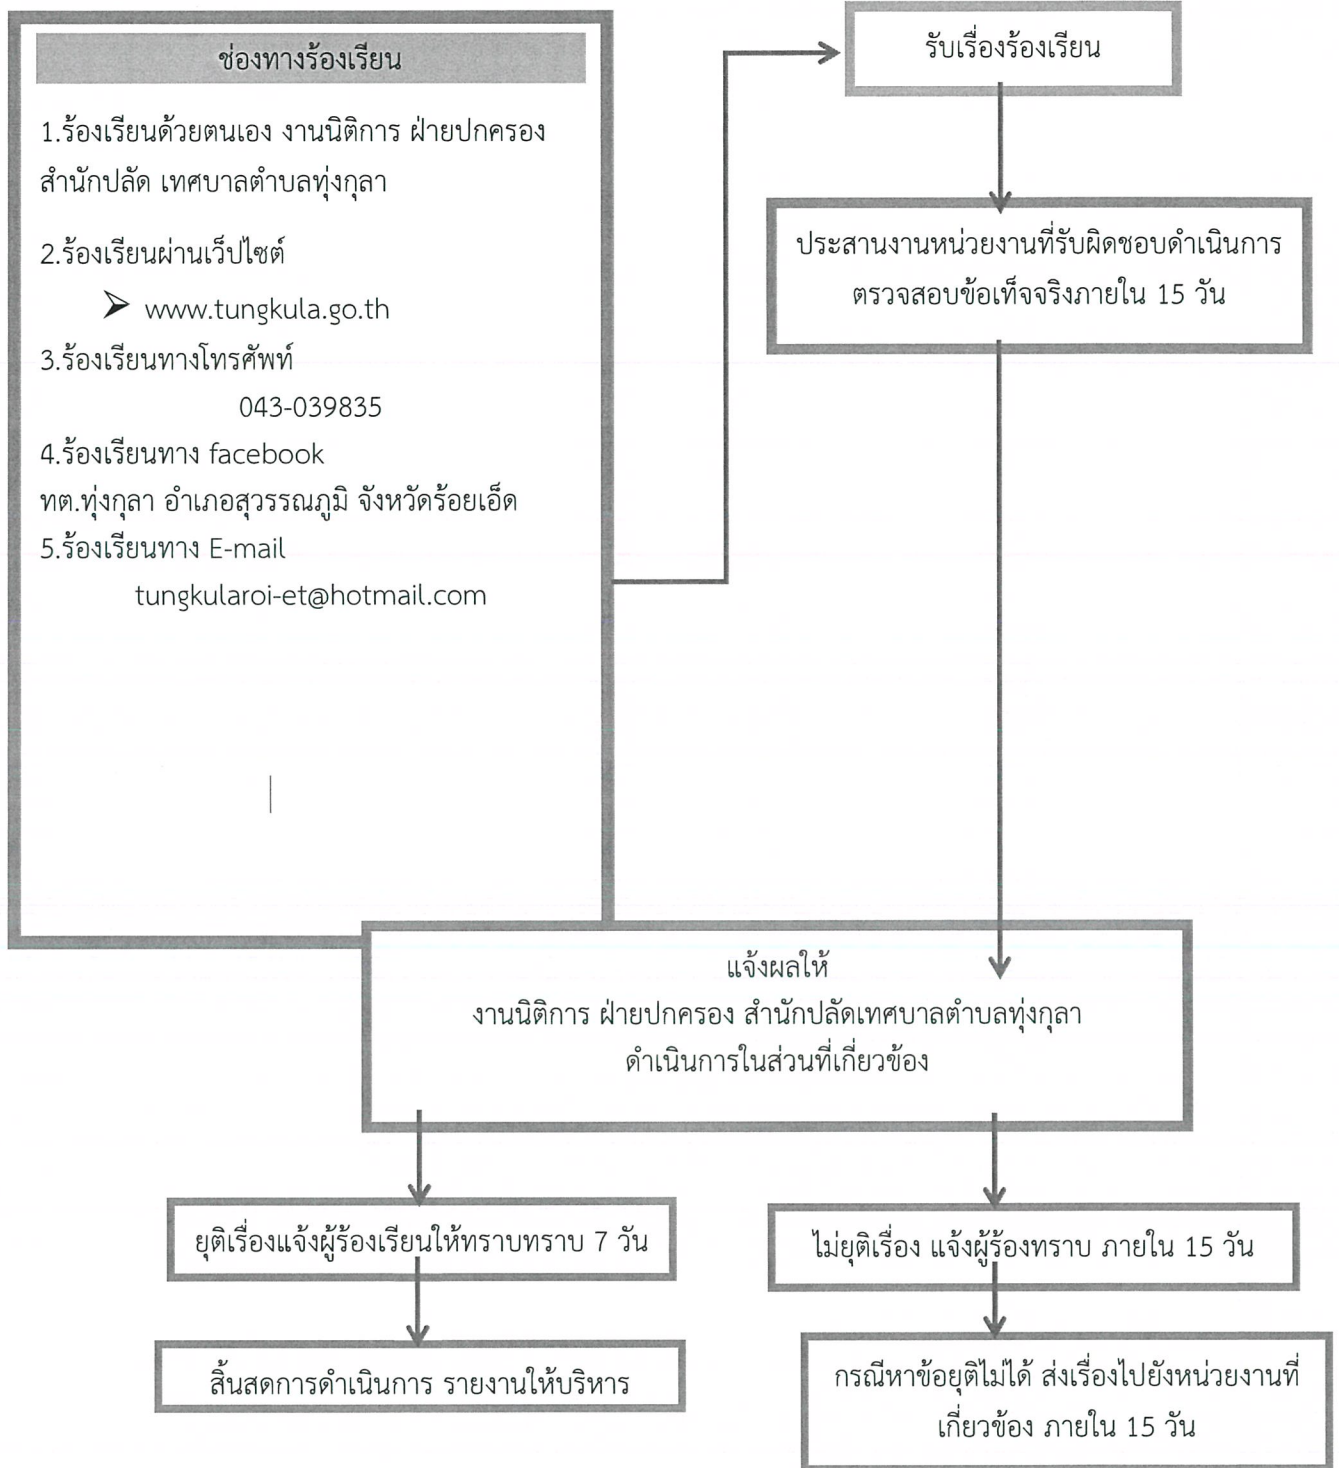 ช่องทางร้องเรียน
1.ร้องเรียนด้วยตนเอง งานนิติการ ฝ่ายปกครอง
สำนักปลัด เทศบาลตำบลทุ่งกุลา
2.ร้องเรียนผ่านเว็ปไซต์
➢ www.tungkula.go.th
3.ร้องเรียนทางโทรศัพท์
043-039835
4.ร้องเรียนทาง facebook
ทต.ทุ่งกุลา อำเภอสุวรรณภูมิ จังหวัดร้อยเอ็ด
5.ร้องเรียนทาง E-mail
tungkularoi-et@hotmail.com
รับเรื่องร้องเรียน
ประสานงานหน่วยงานที่รับผิดชอบดำเนินการ
ตรวจสอบข้อเท็จจริงภายใน 15 วัน
แจ้งผลให้
งานนิติการ ฝ่ายปกครอง สำนักปลัดเทศบาลตำบลทุ่งกุลา
ดำเนินการในส่วนที่เกี่ยวข้อง
ยุติเรื่องแจ้งผู้ร้องเรียนให้ทราบทราบ 7 วัน
สิ้นสดการดำเนินการ รายงานให้บริหาร
ไม่ยุติเรื่อง แจ้งผู้ร้องทราบ ภายใน 15 วัน
กรณีหาข้อยุติไม่ได้ ส่งเรื่องไปยังหน่วยงานที่
เกี่ยวข้อง ภายใน 15 วัน